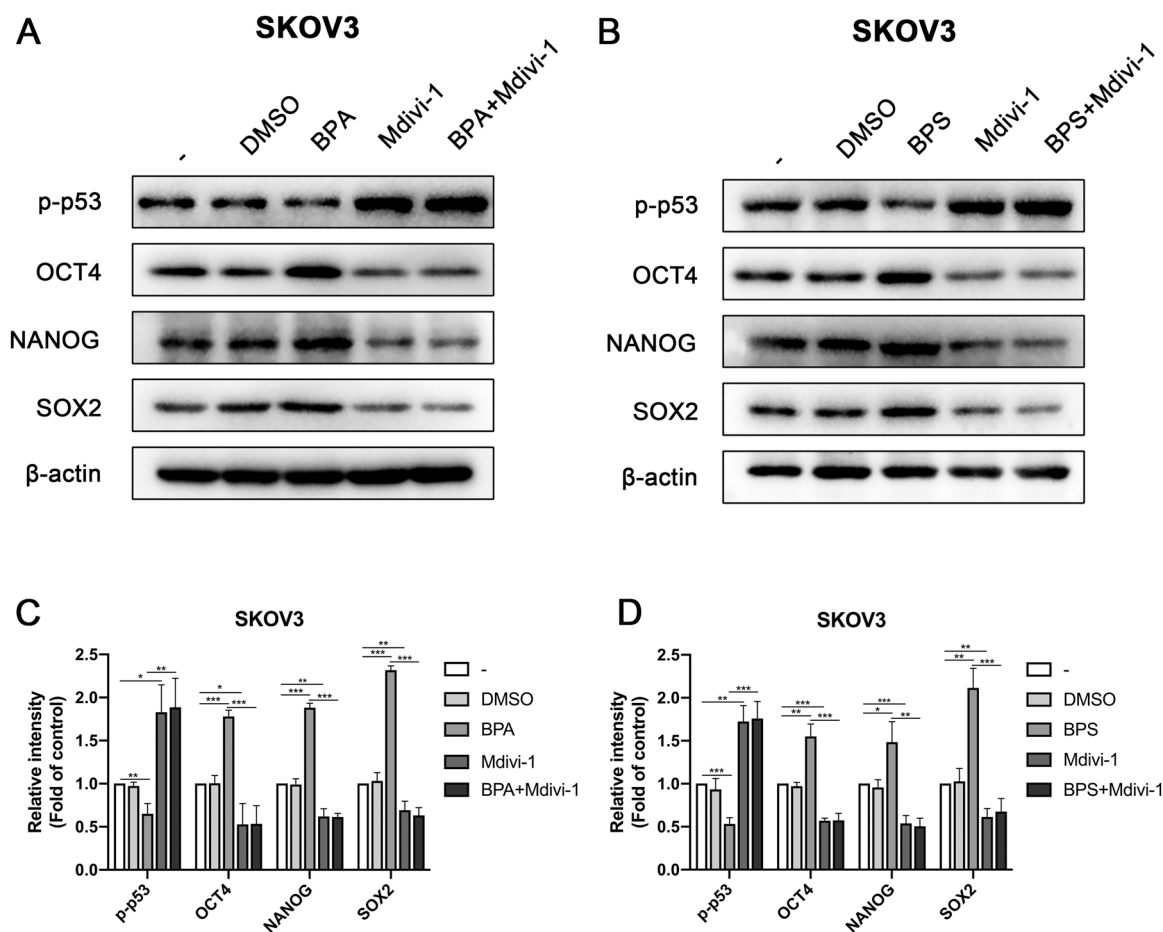 A
SKOV3
-
DMSO
BPA
Mdivi-1
BPA+Mdivi-1
p-p53
OCT4
NANOG
SOX2
β-actin
B
SKOV3
-
DMSO
BPS
Mdivi-1
BPS+Mdivi-1
p-p53
OCT4
NANOG
SOX2
β-actin
C
SKOV3
Relative intensity
(Fold of control)
2.5
2.0
1.5
1.0
0.5
0.0
* ** **
* *** ***
** *** ***
** *** ***
p-p53
OCT4
NANOG
SOX2
-
DMSO
BPA
Mdivi-1
BPA+Mdivi-1
D
SKOV3
Relative intensity
(Fold of control)
2.5
2.0
1.5
1.0
0.5
0.0
*** ** ***
*** ** ***
*** * **
** ** ***
p-p53
OCT4
NANOG
SOX2
-
DMSO
BPS
Mdivi-1
BPS+Mdivi-1